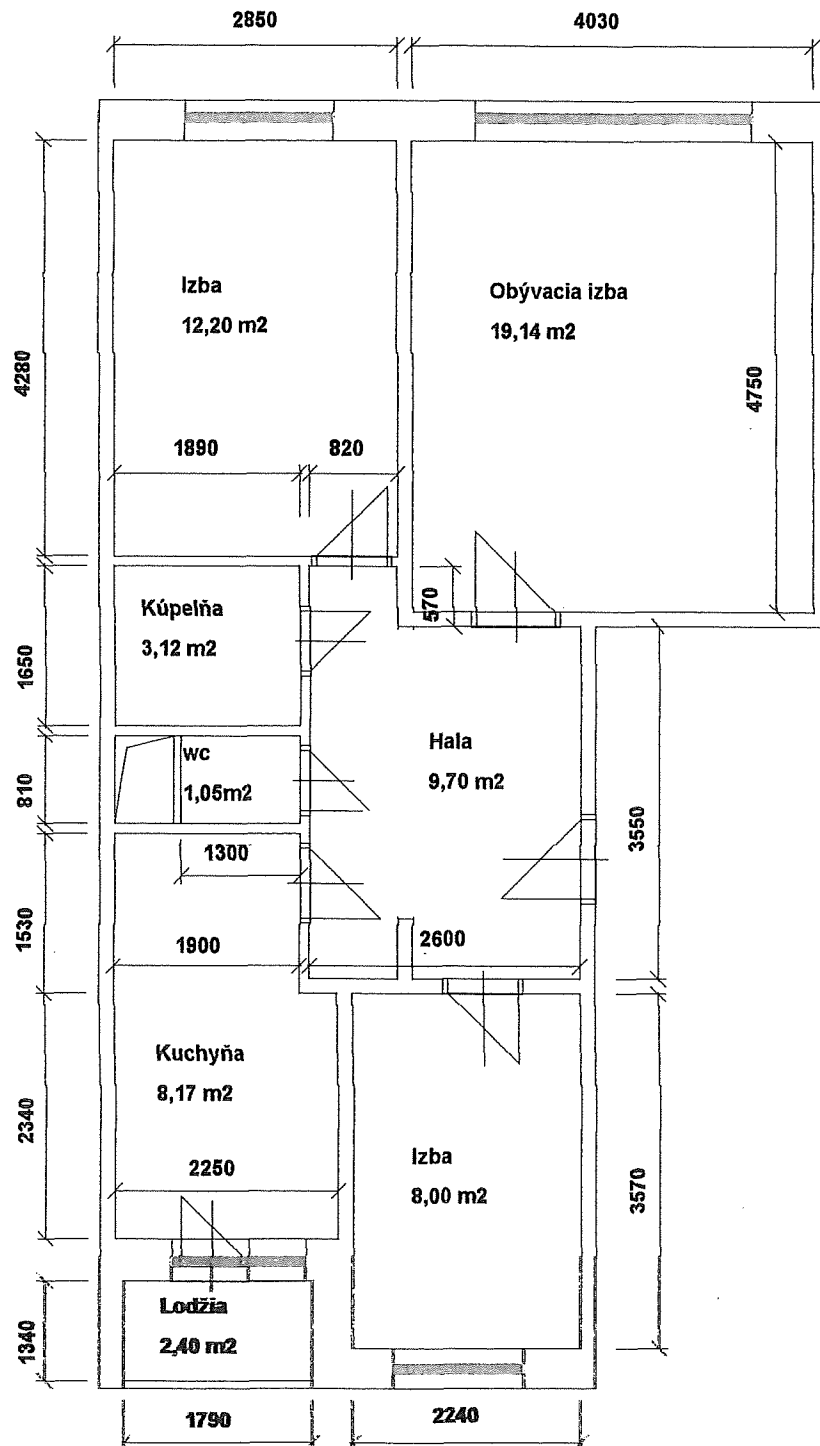 2850
4030
Izba
12,20 m2
Obývacia izba
19,14 m2
4280
4750
1890
820
570
Kúpelňa
3,12 m2
1650
wc
1,05m2
810
Hala
9,70 m2
3550
1300
1530
1900
2600
Kuchyňa
8,17 m2
2340
Izba
8,00 m2
3570
2250
Lodžia
2,40 m2
1340
1790
2240